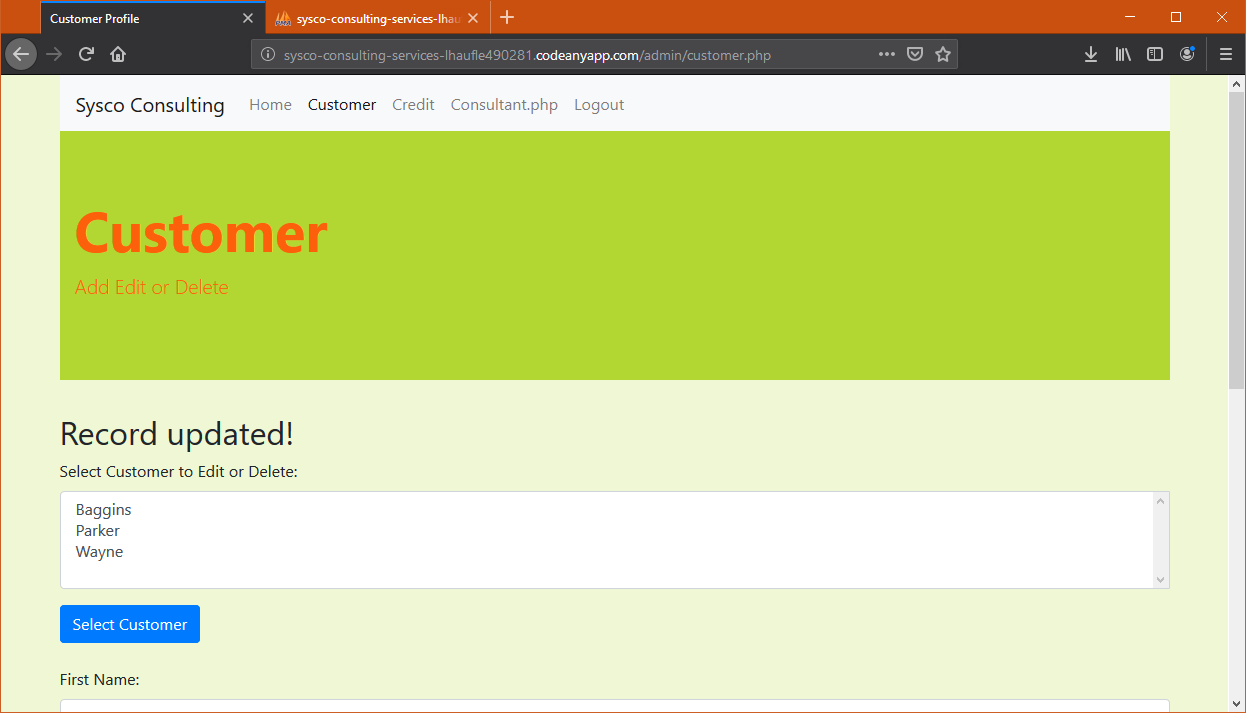 Customer Profile
sysco-consulting-services-lhau
sysco-consulting-services-lhaufle490281.codeanyapp.com/admin/customer.php
Sysco Consulting Home Customer Credit Consultant.php Logout
Customer
Add Edit or Delete
Record updated!
Select Customer to Edit or Delete:
Baggins
Parker
Wayne
Select Customer
First Name: